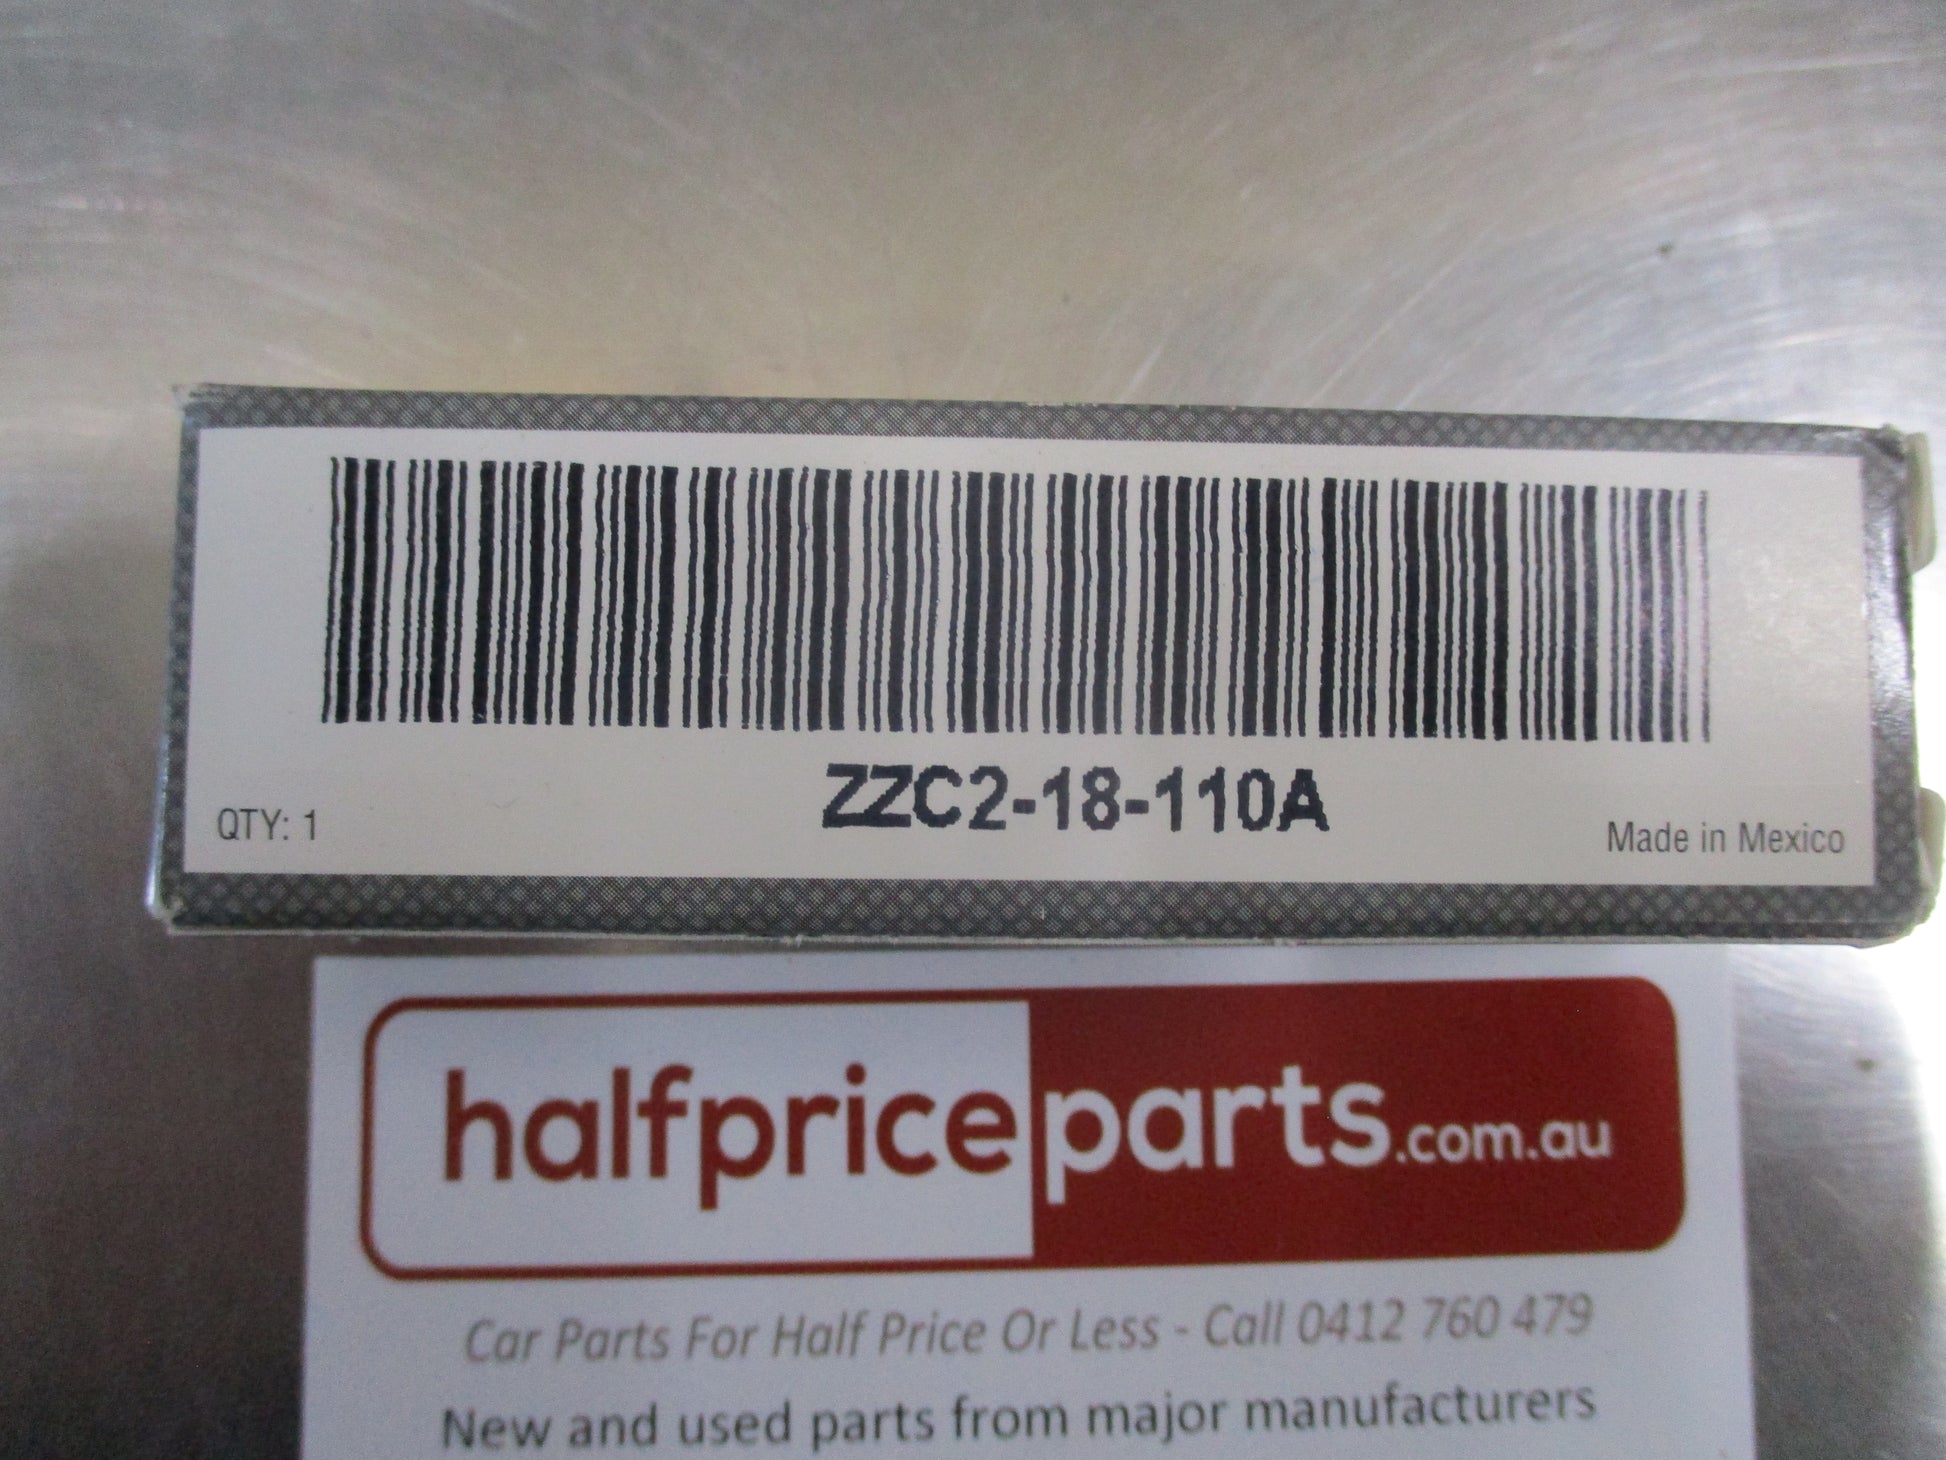 ZZC2-18-110A
QTY: 1
Made in Mexico
halfpriceparts.com.au
Car Parts For Half Price Or Less - Call 0412 760 479
New and used parts from major manufacturers